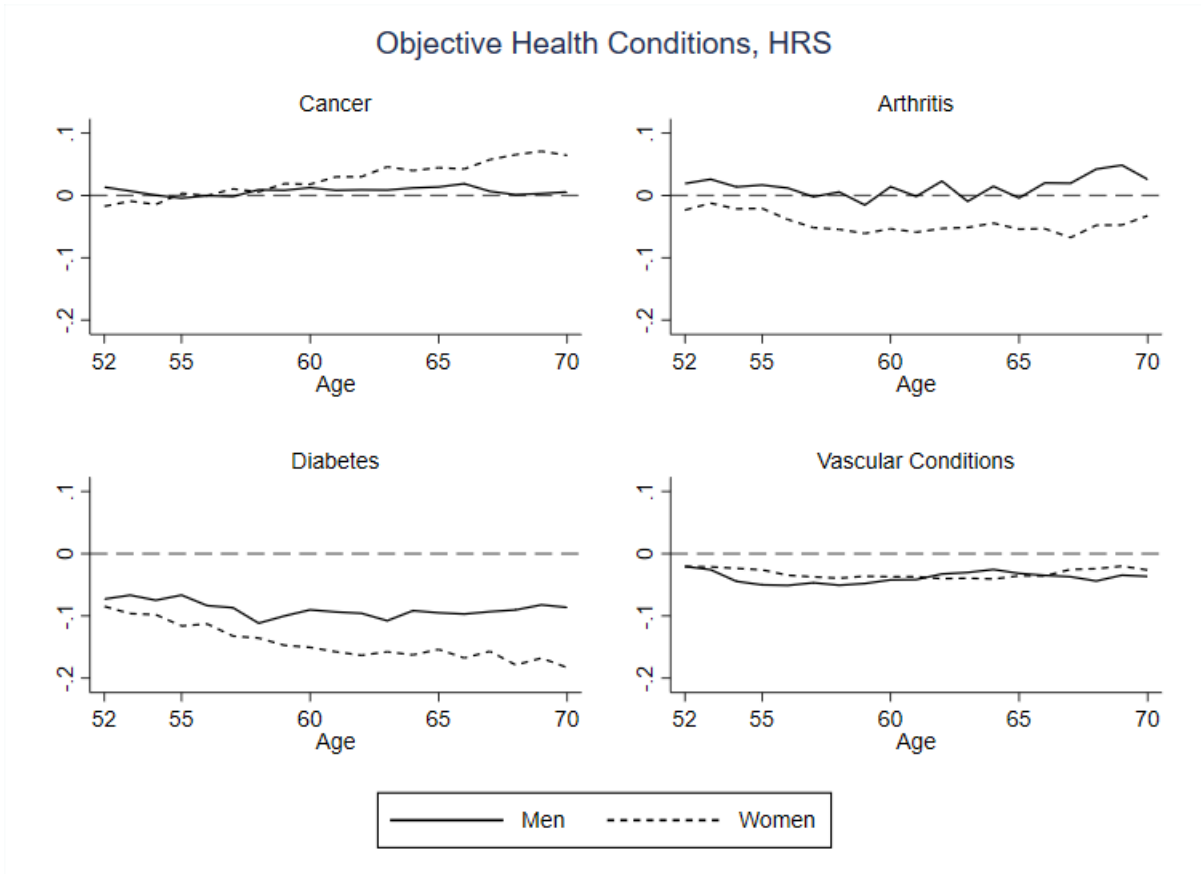 Objective Health Conditions, HRS
Cancer
.1
0
-.1
-.2
52 55 60 65 70
Age
Arthritis
.1
0
-.1
-.2
52 55 60 65 70
Age
Diabetes
.1
0
-.1
-.2
52 55 60 65 70
Age
Vascular Conditions
.1
0
-.1
-.2
52 55 60 65 70
Age
Men Women